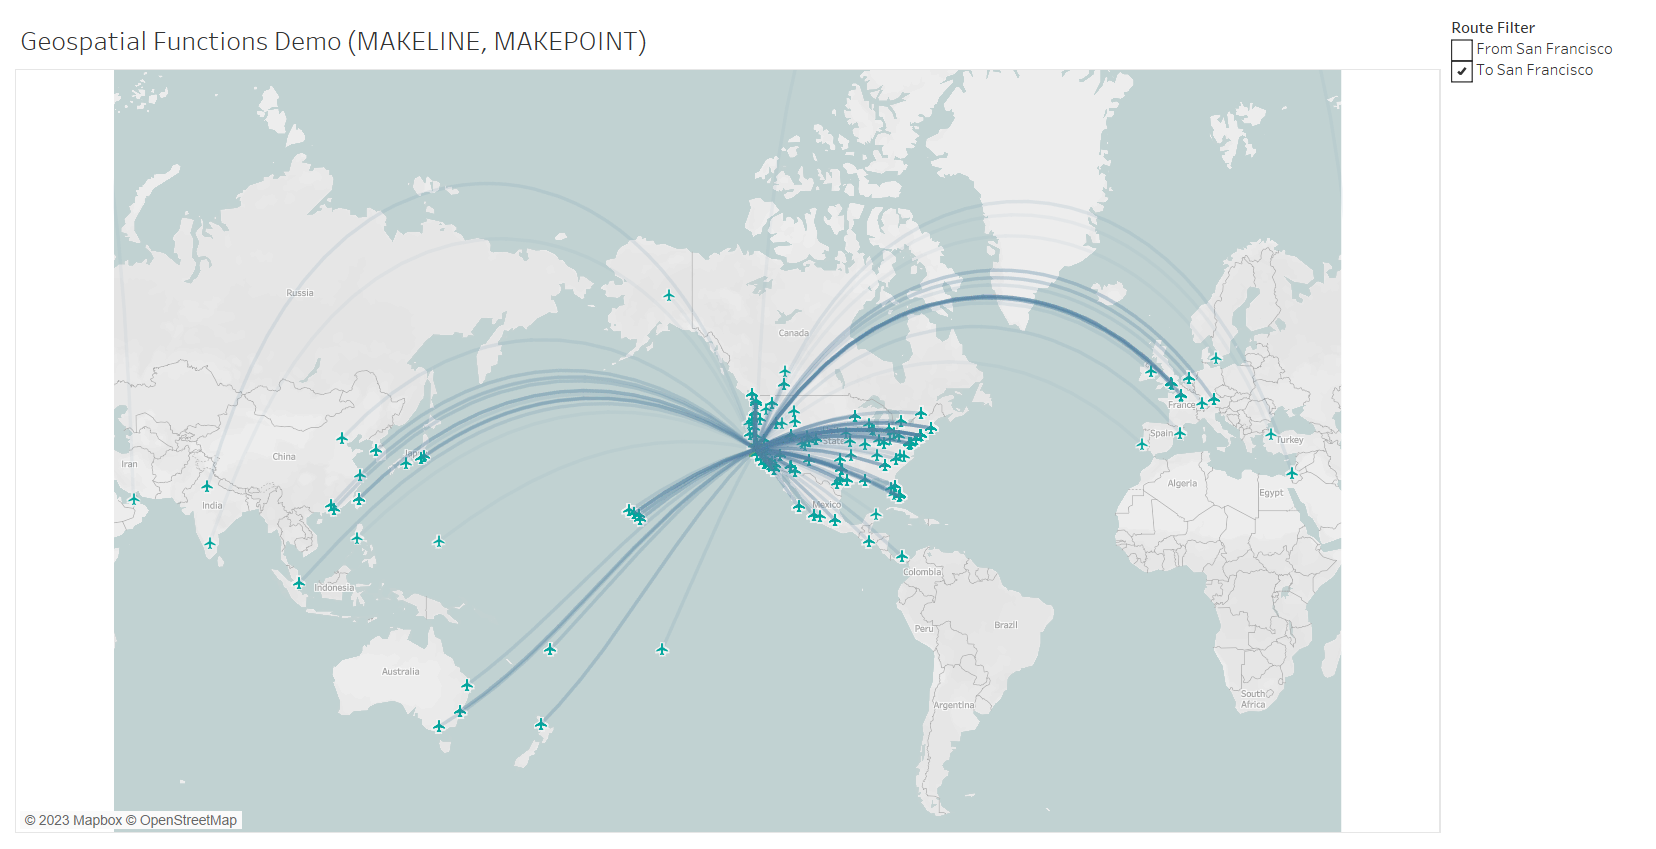 Geospatial Functions Demo (MAKELINE, MAKEPOINT)
Route Filter
From San Francisco
To San Francisco
Russia
Canada
France
Spain
Turkey
Iran
China
India
Algeria
Egypt
Mexico
Indonesia
Colombia
Peru
Brazil
Australia
South
Africa
Argentina
© 2023 Mapbox © OpenStreetMap